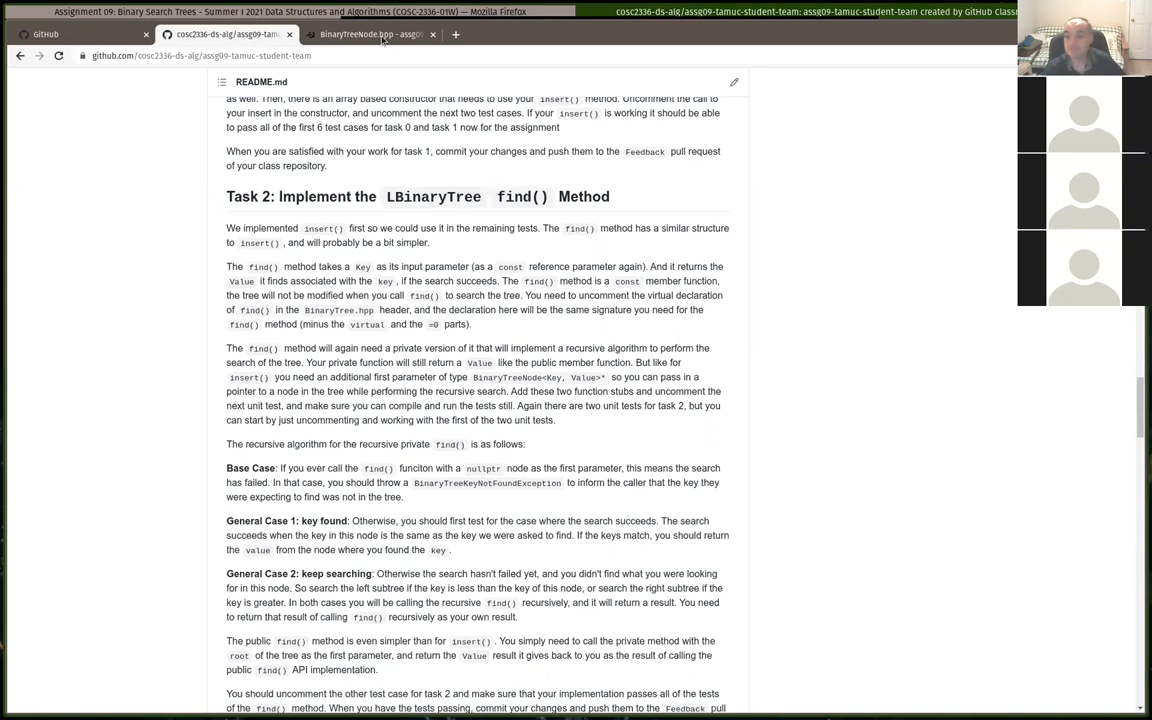 Assignment 09: Binary Search Trees - Summer I 2021 Data Structures and Algorithms (COSC-2336-01W) — Mozilla Firefox
cosc2336-ds-alg/assg09-tamuc-student-team: assg09-tamuc-student-team created by GitHub Classr
GitHub
cosc2336-ds-alg/assg09-tamu
BinaryTreeNode.hpp - assg09
github.com/cosc2336-ds-alg/assg09-tamuc-student-team
README.md
as well. Then, there is an array based constructor that needs to use your insert() method. Uncomment the call to
your insert in the constructor, and uncomment the next two test cases. If your insert() is working it should be able
to pass all of the first 6 test cases for task 0 and task 1 now for the assignment
When you are satisfied with your work for task 1, commit your changes and push them to the Feedback pull request
of your class repository.
Task 2: Implement the LBinaryTree find() Method
We implemented insert() first so we could use it in the remaining tests. The find() method has a similar structure
to insert() , and will probably be a bit simpler.
The find() method takes a Key as its input parameter (as a const reference parameter again). And it returns the
Value it finds associated with the key , if the search succeeds. The find() method is a const member function,
the tree will not be modified when you call find() to search the tree. You need to uncomment the virtual declaration
of find() in the BinaryTree.hpp header, and the declaration here will be the same signature you need for the
find() method (minus the virtual and the =0 parts).
The find() method will again need a private version of it that will implement a recursive algorithm to perform the
search of the tree. Your private function will still return a Value like the public member function. But like for
insert() you need an additional first parameter of type BinaryTreeNode<Key, Value>* so you can pass in a
pointer to a node in the tree while performing the recursive search. Add these two function stubs and uncomment the
next unit test, and make sure you can compile and run the tests still. Again there are two unit tests for task 2, but you
can start by just uncommenting and working with the first of the two unit tests.
The recursive algorithm for the recursive private find() is as follows:
Base Case: If you ever call the find() funciton with a nullptr node as the first parameter, this means the search
has failed. In that case, you should throw a BinaryTreeKeyNotFoundException to inform the caller that the key they
were expecting to find was not in the tree.
General Case 1: key found: Otherwise, you should first test for the case where the search succeeds. The search
succeeds when the key in this node is the same as the key we were asked to find. If the keys match, you should return
the value from the node where you found the key .
General Case 2: keep searching: Otherwise the search hasn't failed yet, and you didn't find what you were looking
for in this node. So search the left subtree if the key is less than the key of this node, or search the right subtree if the
key is greater. In both cases you will be calling the recursive find() recursively, and it will return a result. You need
to return that result of calling find() recursively as your own result.
The public find() method is even simpler than for insert() . You simply need to call the private method with the
root of the tree as the first parameter, and return the Value result it gives back to you as the result of calling the
public find() API implementation.
You should uncomment the other test case for task 2 and make sure that your implementation passes all of the tests
of the find() method. When you have the tests passing, commit your changes and push them to the Feedback pull